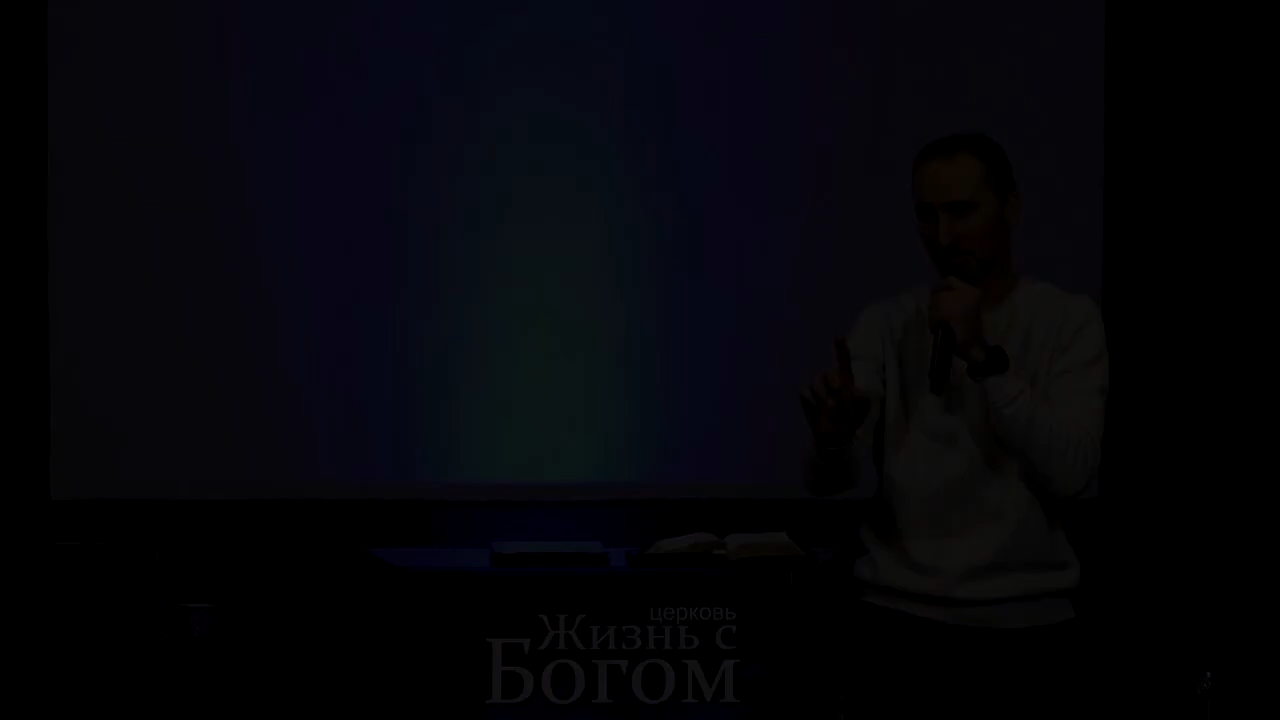 церковь
Жизнь с
Богом